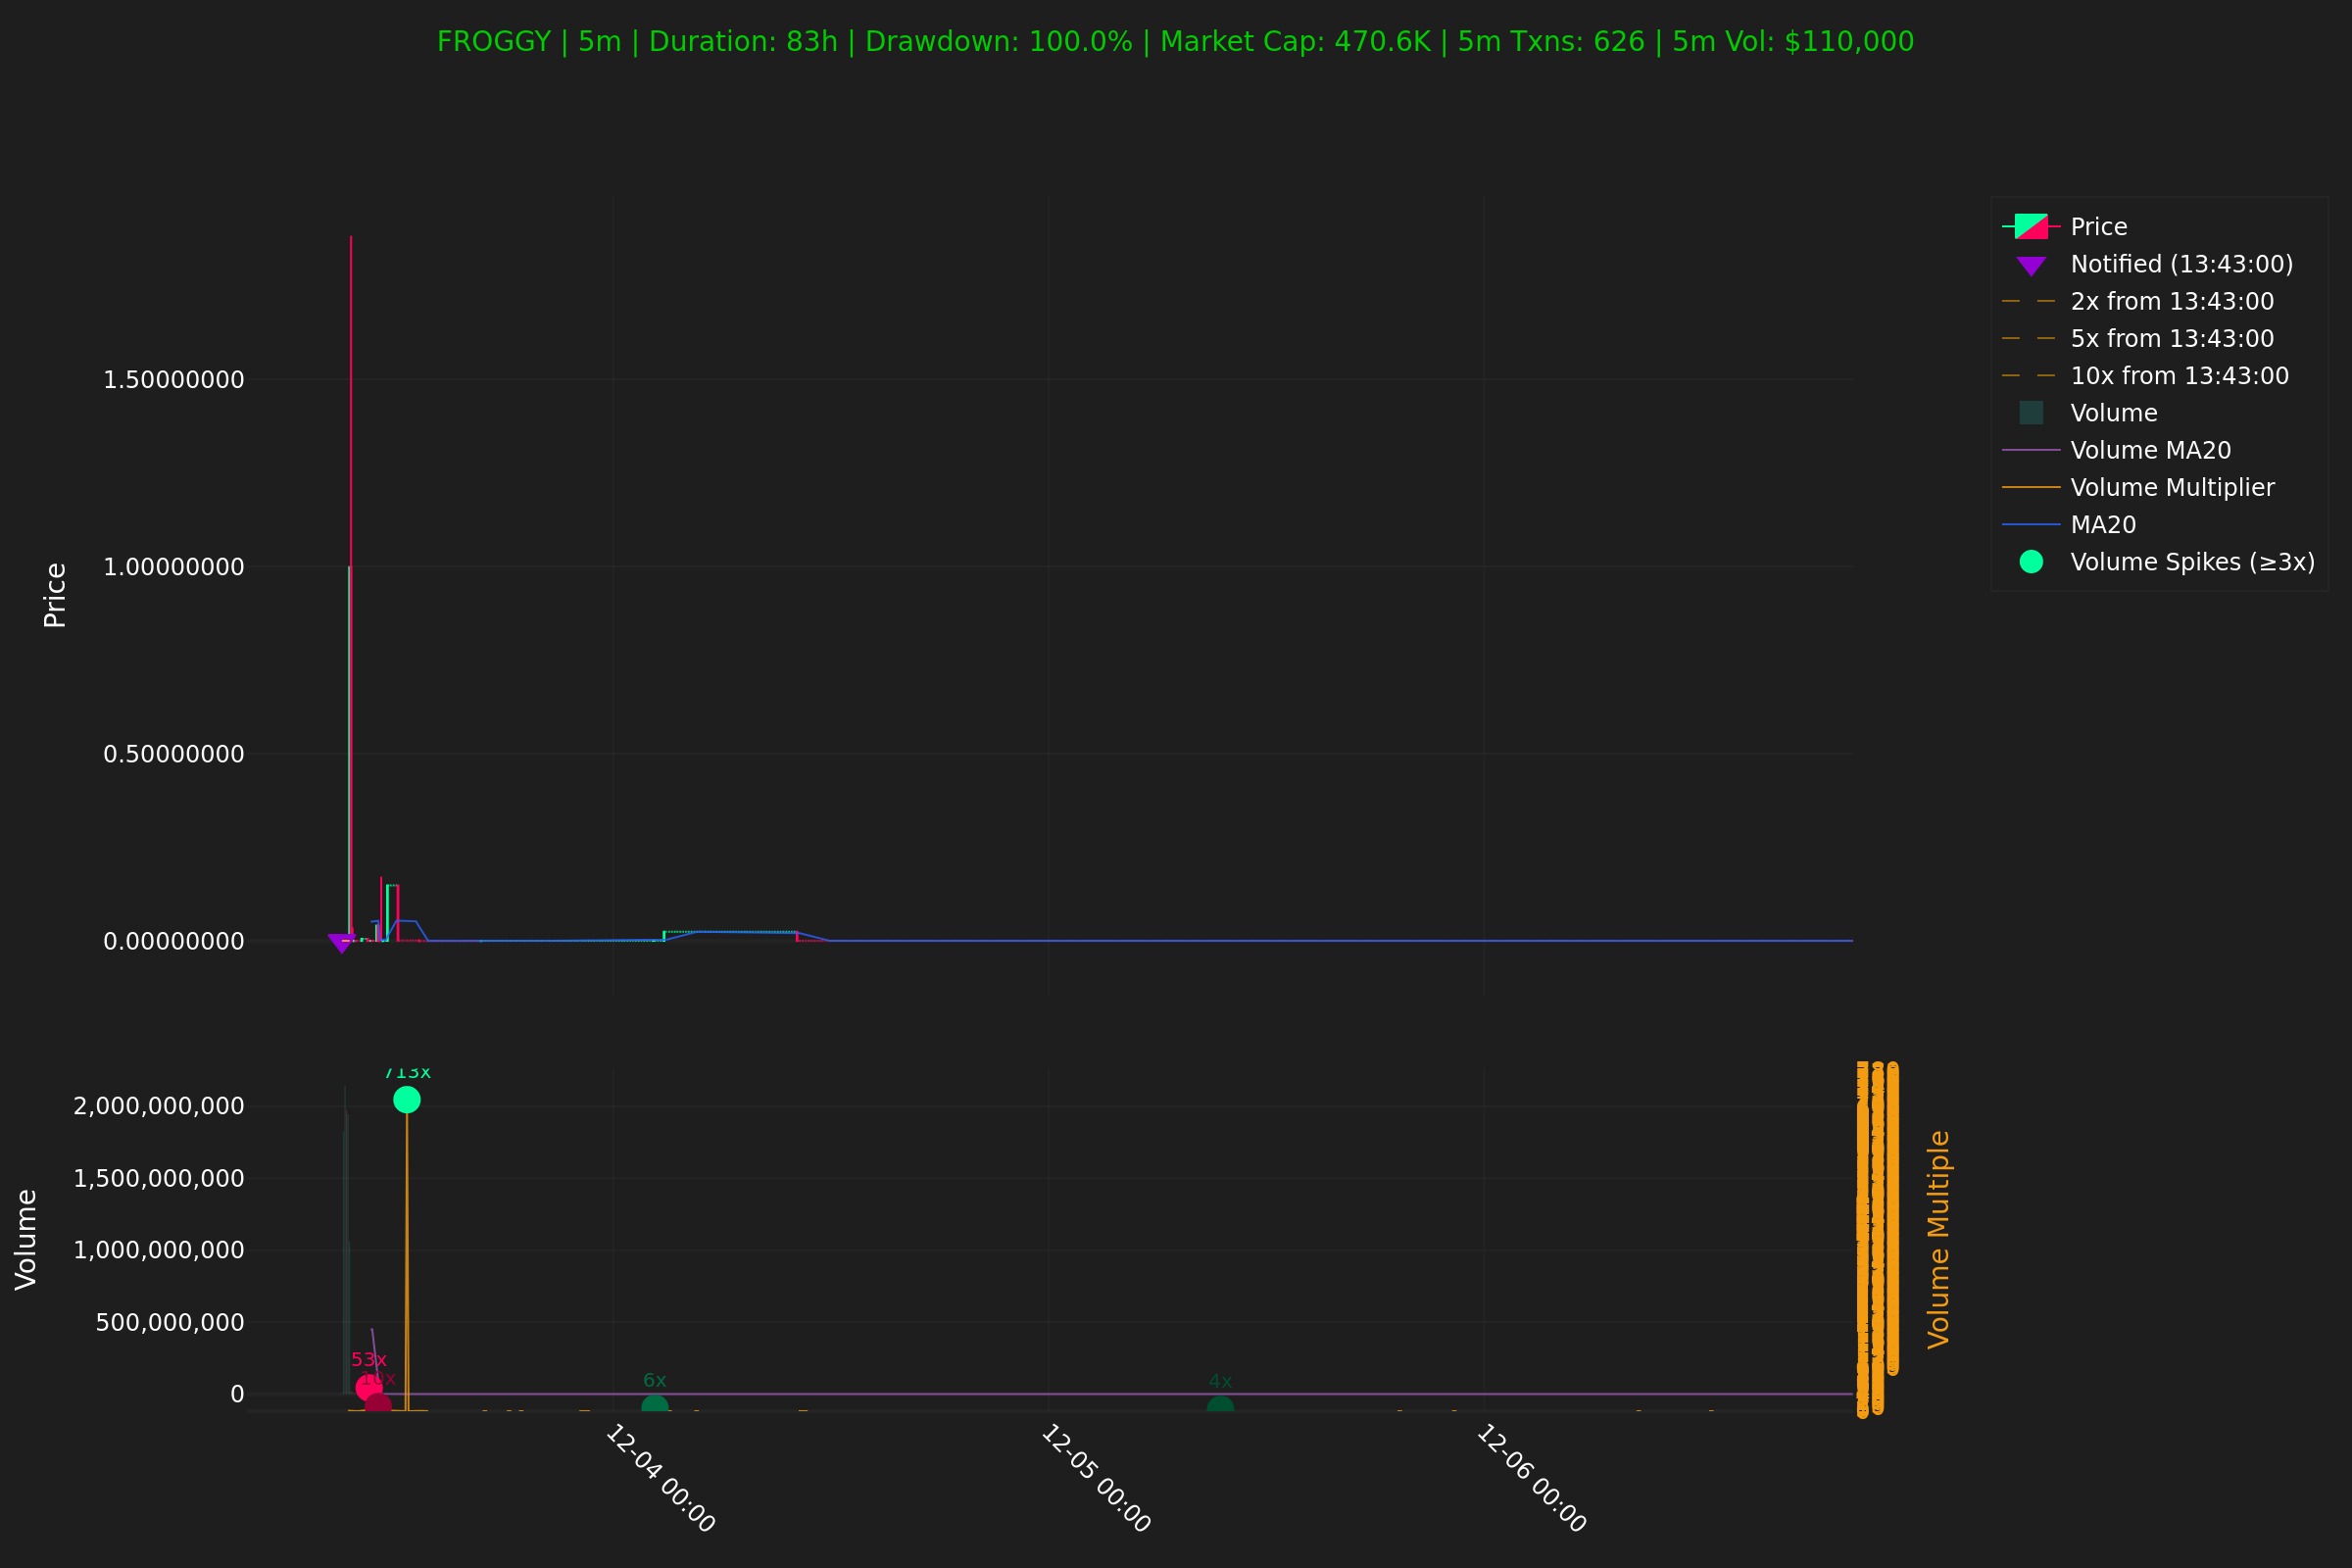 FROGGY | 5m | Duration: 83h | Drawdown: 100.0% | Market Cap: 470.6K | 5m Txns: 626 | 5m Vol: $110,000
Price
1.50000000
1.00000000
0.50000000
0.00000000
Price
Notified (13:43:00)
2x from 13:43:00
5x from 13:43:00
10x from 13:43:00
Volume
Volume MA20
Volume Multiplier
MA20
Volume Spikes (≥3x)
Volume
2,000,000,000
1,500,000,000
1,000,000,000
500,000,000
0
713x
53x
10x
6x
4x
Volume Multiple
12-04 00:00
12-05 00:00
12-06 00:00